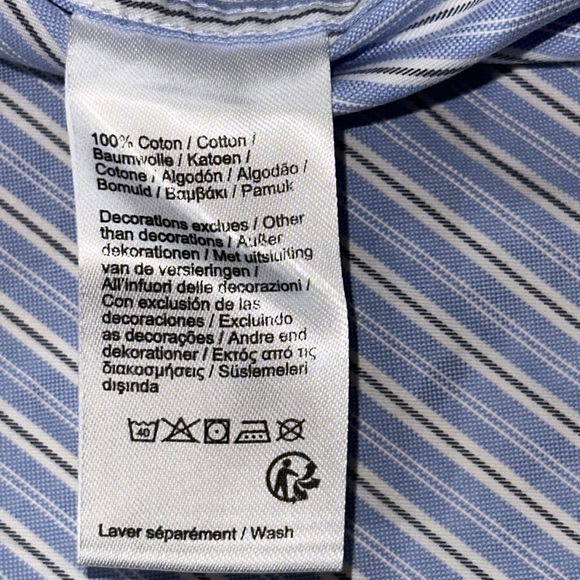 100% Coton / Cotton /
Baumwolle / Katoen /
Cotone / Algodón / Algodão /
Bomuld / Βαμβάκι / Pamuk
Decorations exclues / Other
than decorations / Außer
dekorationen / Met uitsluiting
van de versieringen /
All'infuori delle decorazioni /
Con exclusión de las
decoraciones / Excluindo
as decorações / Andre end
dekorationer / Εκτός από τις
διακοσμήσεις / Süslemeleri
dışında
40
Laver séparément / Wash